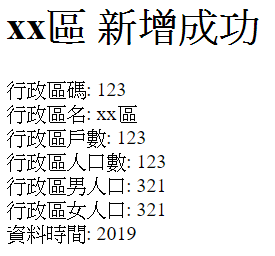 xx區 新增成功
行政區碼: 123
行政區名: xx區
行政區戶數: 123
行政區人口數: 123
行政區男人口: 321
行政區女人口: 321
資料時間: 2019